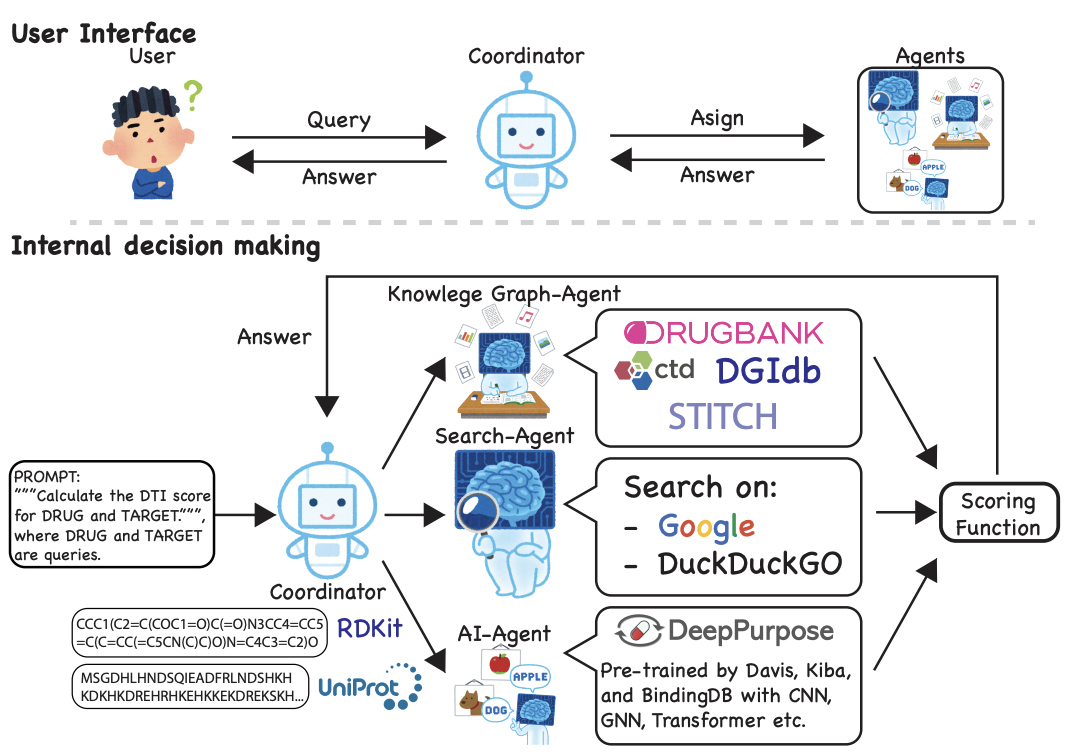 User Interface
User
Coordinator
Agents
?
Query
Answer
Asign
Answer
APPLE
DOG
Internal decision making
Answer
Knowlege Graph-Agent
DRUGBANK
ctd
DGIdb
STITCH
Search-Agent
Search on:
- Google
- DuckDuckGO
Scoring
Function
PROMPT:
"""Calculate the DTI score
for DRUG and TARGET.""",
where DRUG and TARGET
are queries.
Coordinator
CCC1(C2=C(COC1=O)C(=O)N3CC4=CC5
=C(C=CC(=C5CN(C)C)O)N=C4C3=C2)O
RDKit
MSGDHLHNDSQIEADFRLNDSHKH
KDKHKDREHRHKEHKKEKDREKSKH...
UniProt
AI-Agent
APPLE
DOG
DeepPurpose
Pre-trained by Davis, Kiba,
and BindingDB with CNN,
GNN, Transformer etc.